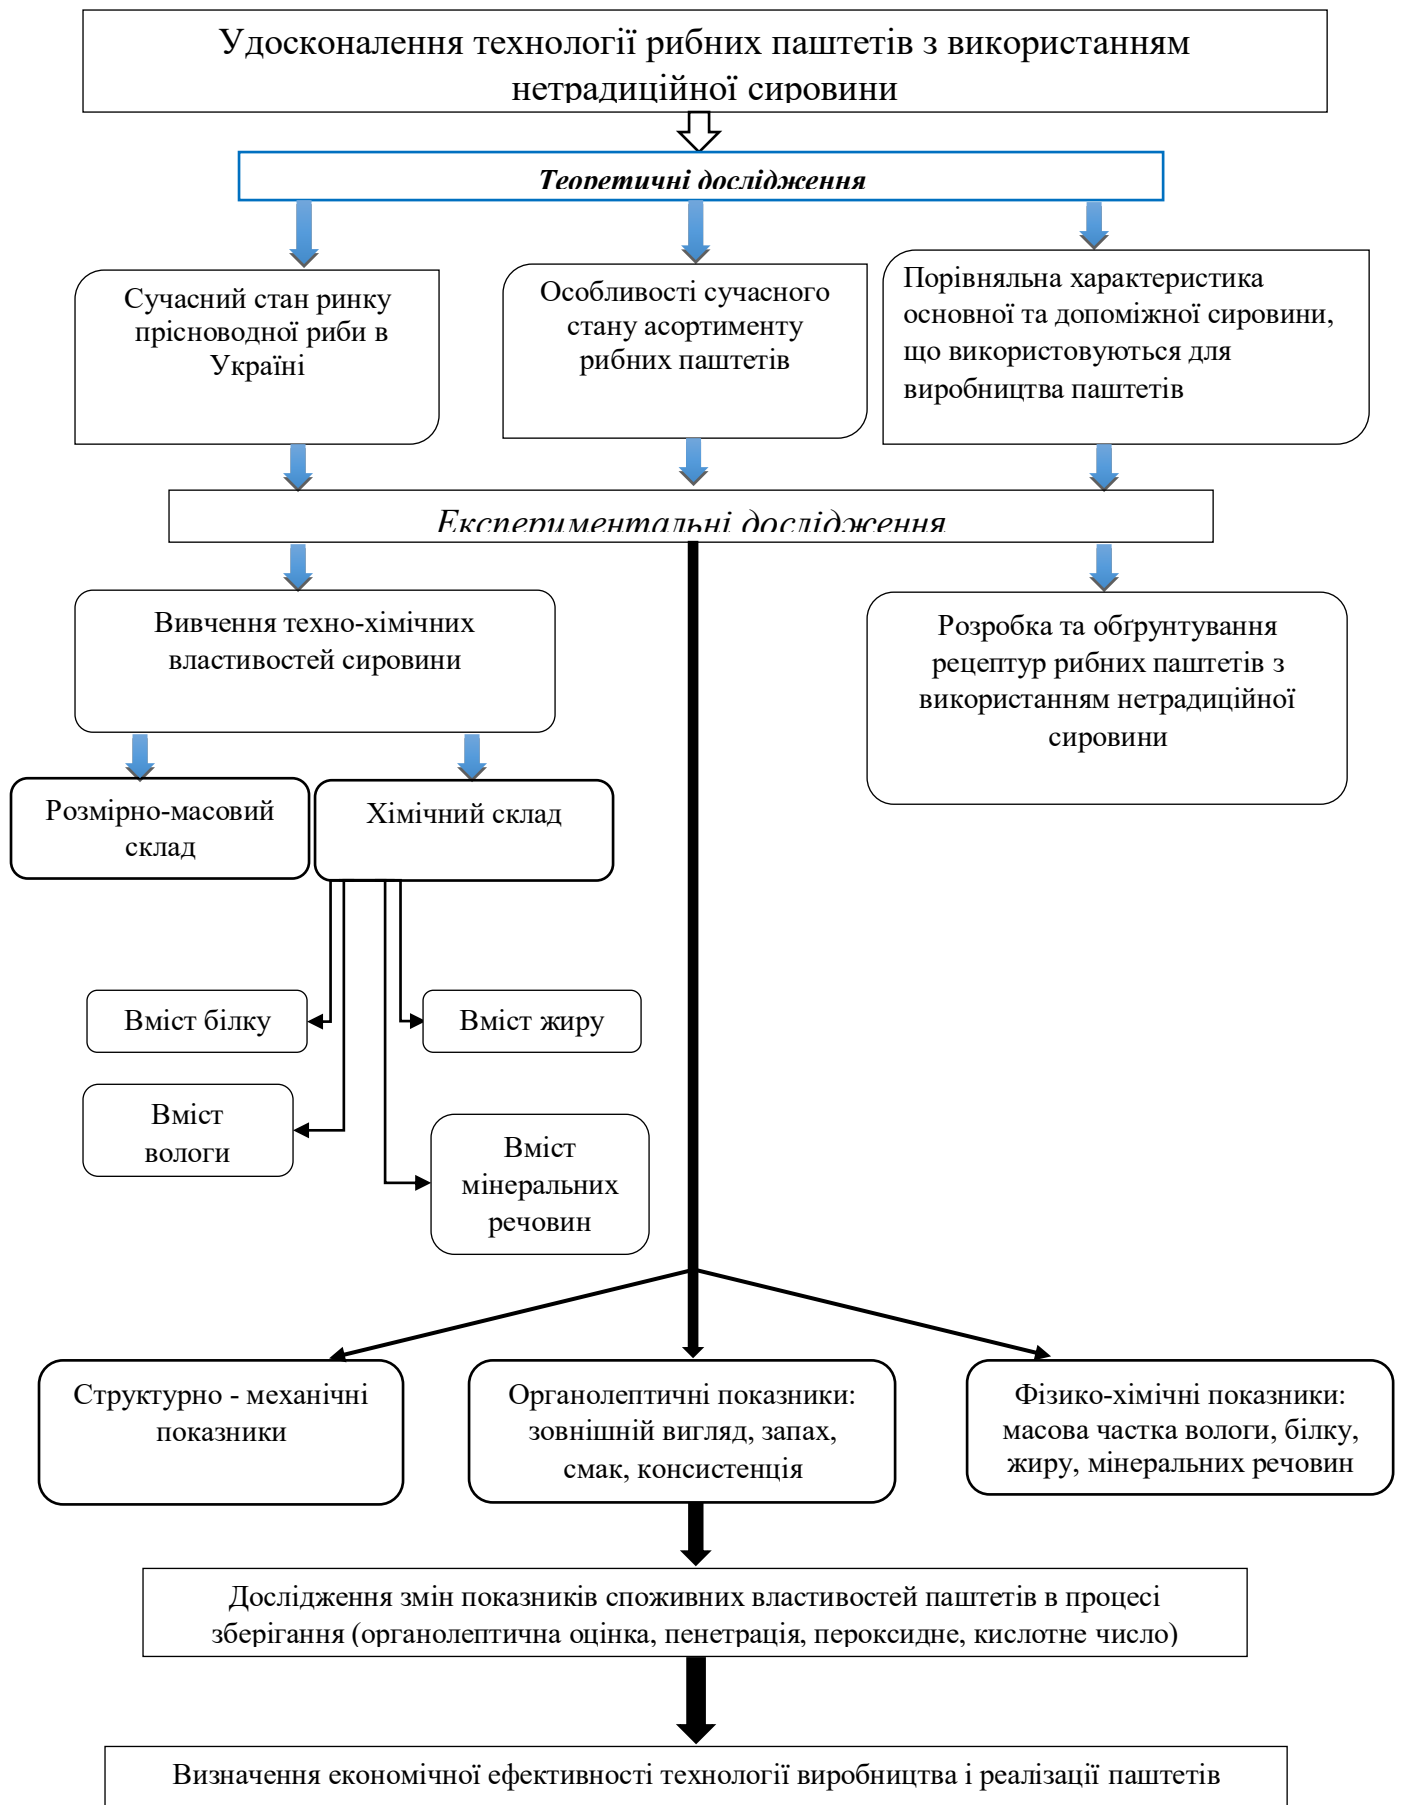 Удосконалення технології рибних паштетів з використанням
нетрадиційної сировини
Теоретичні дослідження
Сучасний стан ринку
прісноводної риби в
Україні
Особливості сучасного
стану асортименту
рибних паштетів
Порівняльна характеристика
основної та допоміжної сировини,
що використовуються для
виробництва паштетів
Експериментальні дослідження
Вивчення техно-хімічних
властивостей сировини
Розробка та обґрунтування
рецептур рибних паштетів з
використанням нетрадиційної
сировини
Розмірно-масовий
склад
Хімічний склад
Вміст білку
Вміст жиру
Вміст
вологи
Вміст
мінеральних
речовин
Структурно - механічні
показники
Органолептичні показники:
зовнішній вигляд, запах,
смак, консистенція
Фізико-хімічні показники:
масова частка вологи, білку,
жиру, мінеральних речовин
Дослідження змін показників споживних властивостей паштетів в процесі
зберігання (органолептична оцінка, пенетрація, пероксидне, кислотне число)
Визначення економічної ефективності технології виробництва і реалізації паштетів